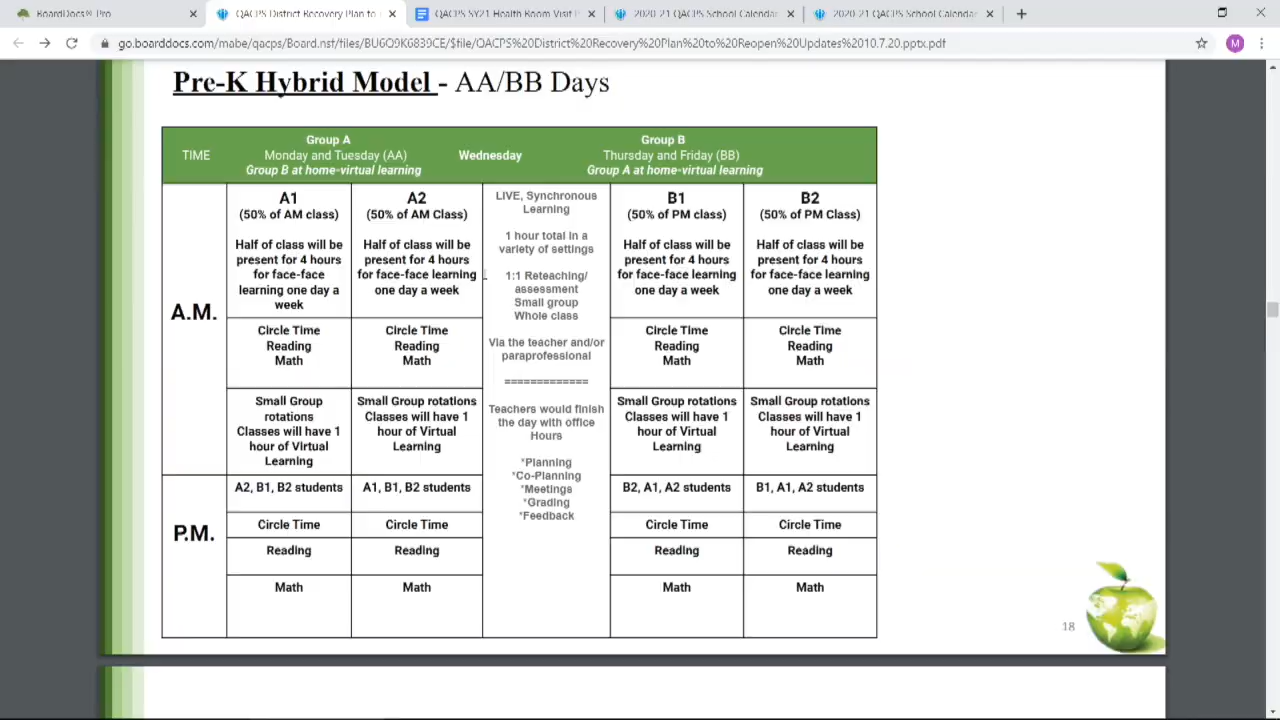 BoardDocs® Pro
QACPS District Recovery Plan to
QACPS SY21 Health Room Visit P
2020-21 QACPS School Calendar
2020-21 QACPS School Calendar
go.boarddocs.com/mabe/qacps/Board.nsf/files/BU6Q9K6839CE/$file/QACPS%20District%20Recovery%20Plan%20to%20Reopen%20Updates%2010.7.20.pptx.pdf
M
Pre-K Hybrid Model - AA/BB Days
TIME
Group A
Monday and Tuesday (AA)
Group B at home-virtual learning
Wednesday
Group B
Thursday and Friday (BB)
Group A at home-virtual learning
A.M.
A1
(50% of AM class)
Half of class will be
present for 4 hours
for face-face
learning one day a
week
A2
(50% of AM Class)
Half of class will be
present for 4 hours
for face-face learning
one day a week
LIVE, Synchronous
Learning
1 hour total in a
variety of settings
1:1 Reteaching/
assessment
Small group
Whole class
Via the teacher and/or
paraprofessional
=============
Teachers would finish
the day with office
Hours
*Planning
*Co-Planning
*Meetings
*Grading
*Feedback
B1
(50% of PM class)
Half of class will be
present for 4 hours
for face-face learning
one day a week
B2
(50% of PM Class)
Half of class will be
present for 4 hours
for face-face learning
one day a week
Circle Time
Reading
Math
Circle Time
Reading
Math
Circle Time
Reading
Math
Circle Time
Reading
Math
Small Group
rotations
Classes will have 1
hour of Virtual
Learning
Small Group rotations
Classes will have 1
hour of Virtual
Learning
Small Group rotations
Classes will have 1
hour of Virtual
Learning
Small Group rotations
Classes will have 1
hour of Virtual
Learning
P.M.
A2, B1, B2 students
A1, B1, B2 students
B2, A1, A2 students
B1, A1, A2 students
Circle Time
Circle Time
Circle Time
Circle Time
Reading
Reading
Reading
Reading
Math
Math
Math
Math
18